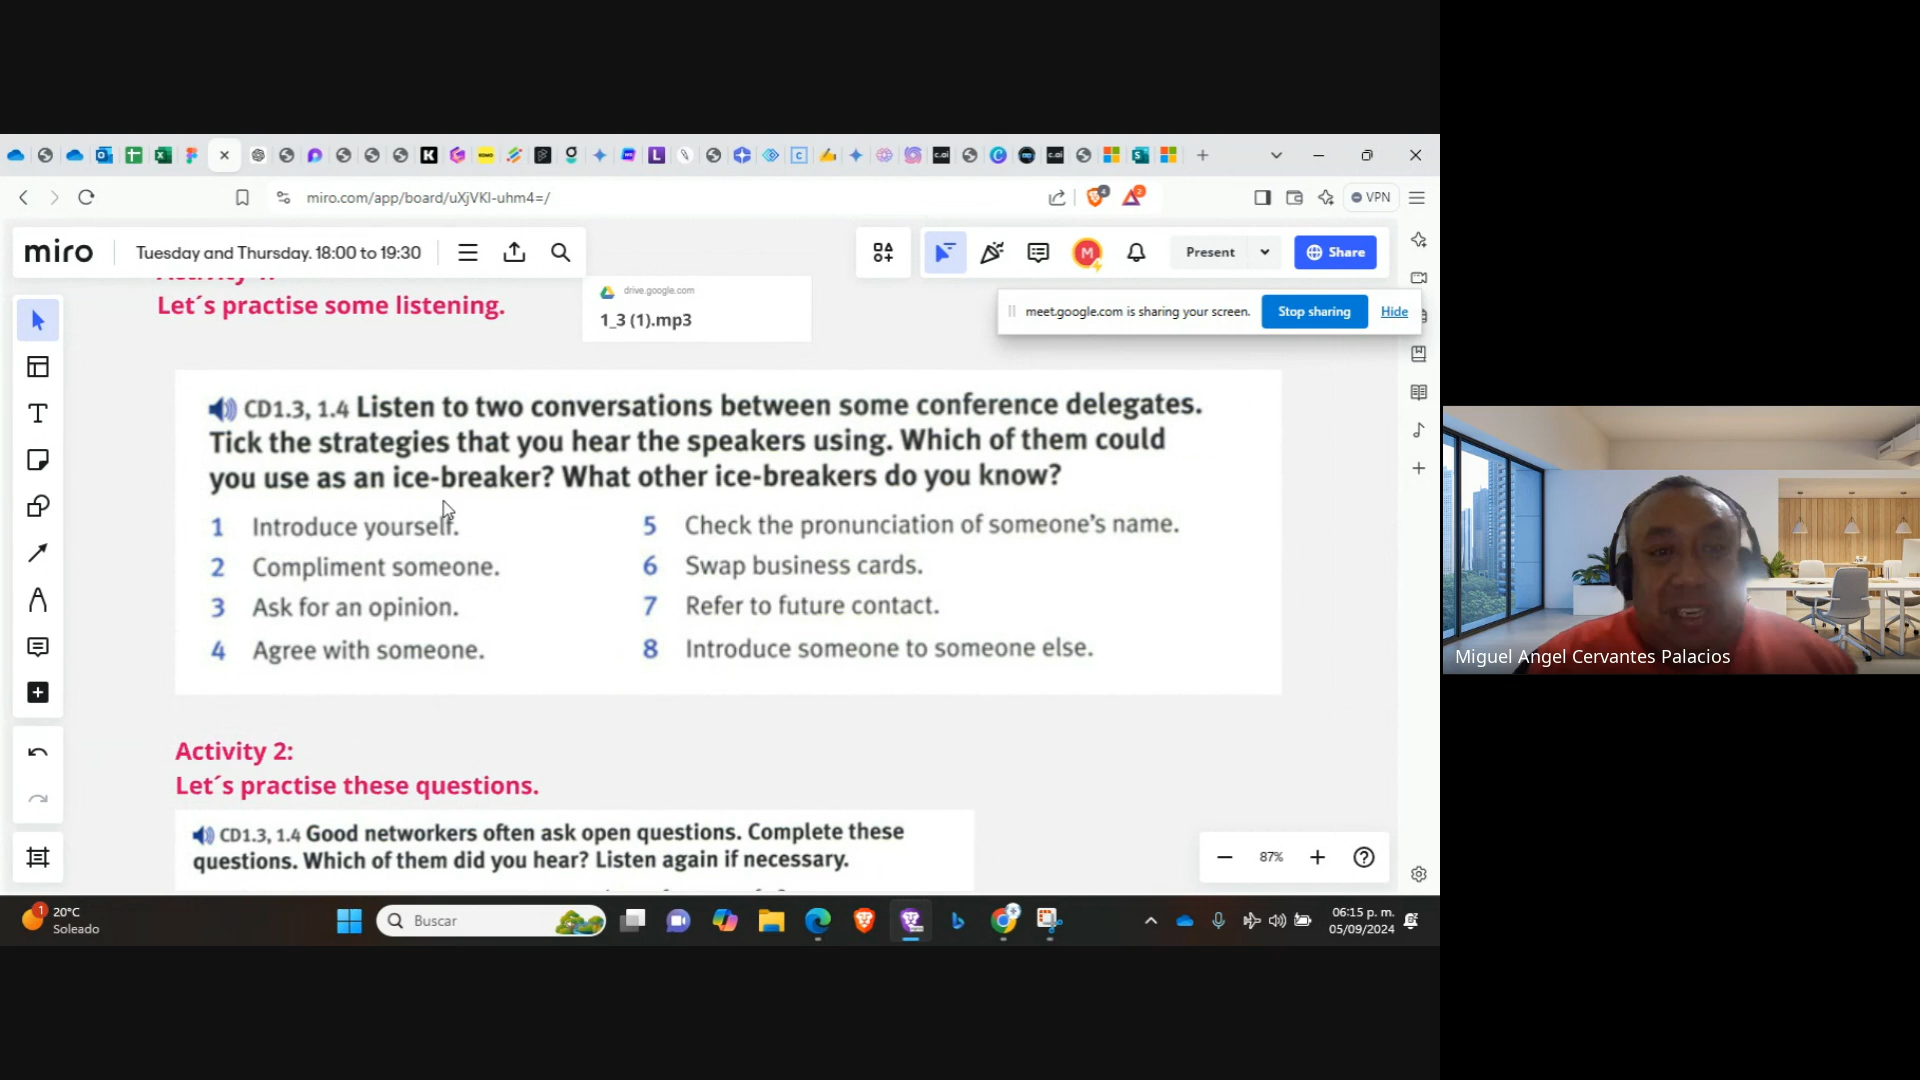 miro.com/app/board/uXjVKl-uhm4=/
VPN
miro
Tuesday and Thursday. 18:00 to 19:30
Present
Share
Let´s practise some listening.
drive.google.com
1_3 (1).mp3
meet.google.com is sharing your screen.
Stop sharing
Hide
CD1.3, 1.4 Listen to two conversations between some conference delegates.
Tick the strategies that you hear the speakers using. Which of them could
you use as an ice-breaker? What other ice-breakers do you know?
1 Introduce yourself.
2 Compliment someone.
3 Ask for an opinion.
4 Agree with someone.
5 Check the pronunciation of someone's name.
6 Swap business cards.
7 Refer to future contact.
8 Introduce someone to someone else.
Activity 2:
Let´s practise these questions.
CD1.3, 1.4 Good networkers often ask open questions. Complete these
questions. Which of them did you hear? Listen again if necessary.
87%
Miguel Angel Cervantes Palacios
1
20°C
Soleado
Buscar
06:15 p. m.
05/09/2024